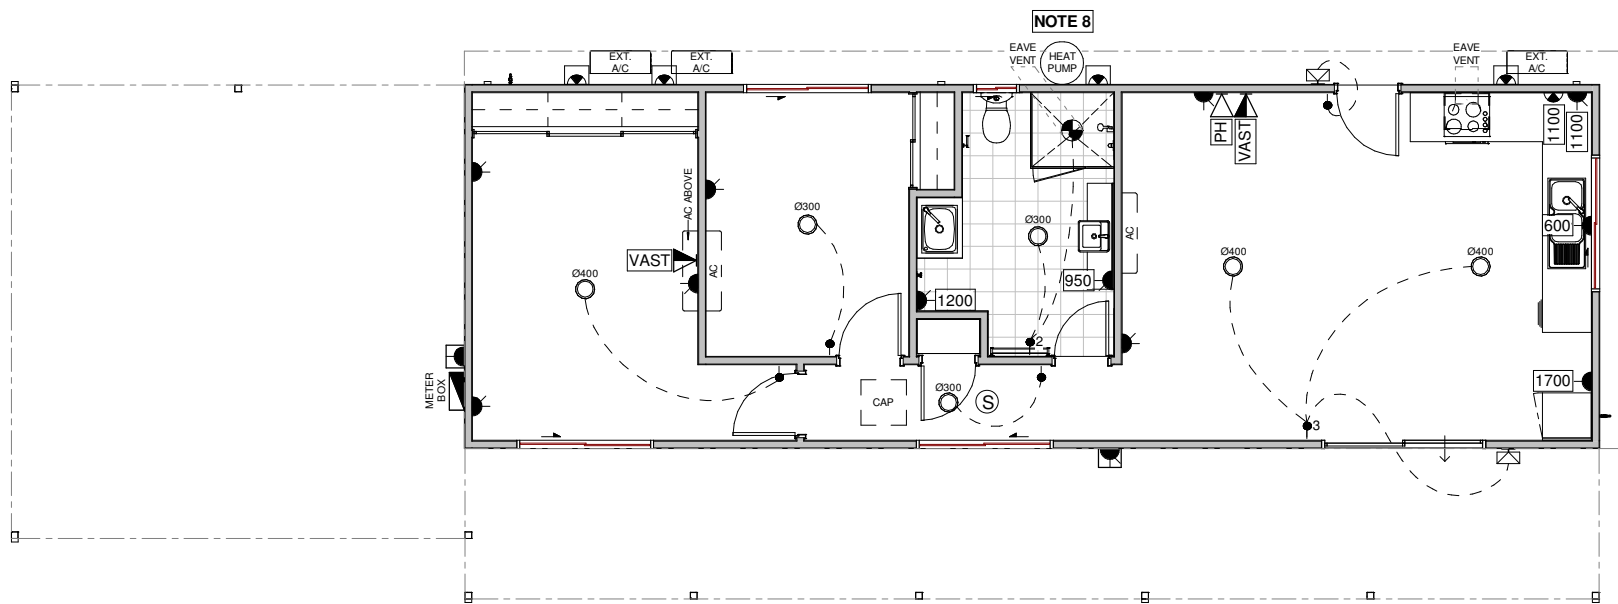 NOTE 8
EAVE
VENT
HEAT
PUMP
EAVE
VENT
EXT.
A/C
EXT.
A/C
EXT.
A/C
PH
VAST
1100
1100
AC ABOVE
Ø300
Ø300
AC
600
VAST
AC
Ø400
Ø400
Ø400
950
1200
2
METER
BOX
CAP
Ø300
S
1700
3